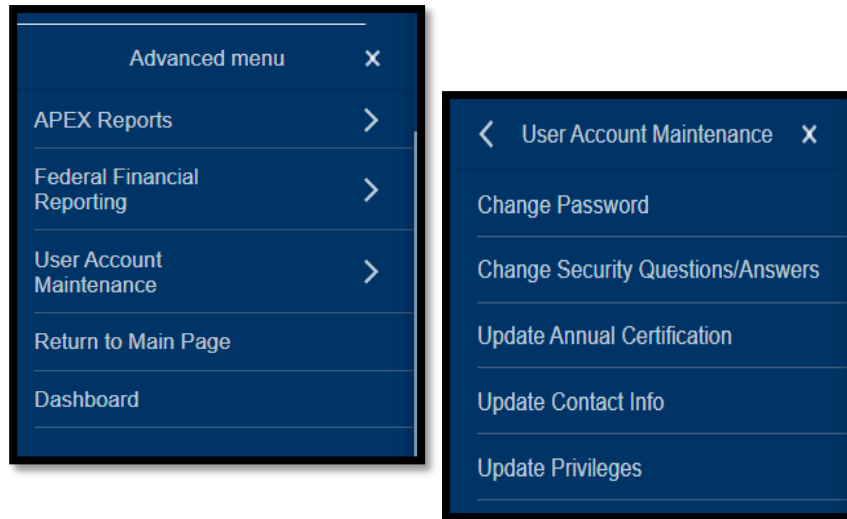 Advanced menu
APEX Reports
Federal Financial
Reporting
User Account
Maintenance
Return to Main Page
Dashboard
User Account Maintenance
Change Password
Change Security Questions/Answers
Update Annual Certification
Update Contact Info
Update Privileges